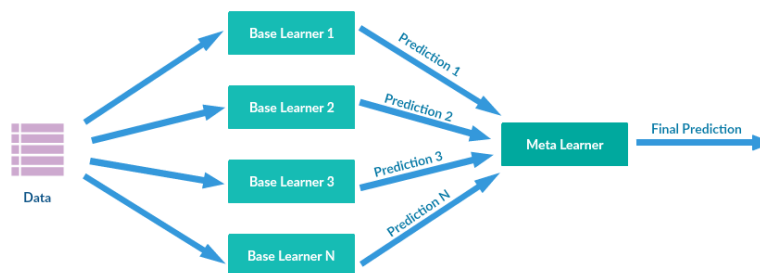 Base Learner 1
Prediction 1
Base Learner 2
Prediction 2
Meta Learner
Final Prediction
Base Learner 3
Prediction 3
Data
Base Learner N
Prediction N